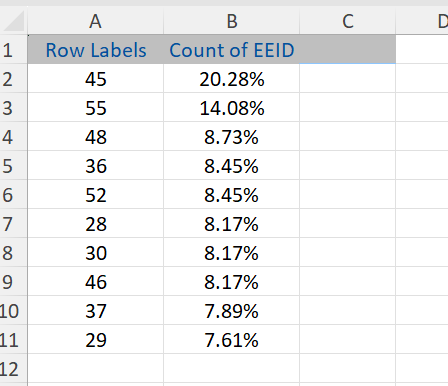 A B C D
1 Row Labels Count of EEID
2 45 20.28%
3 55 14.08%
4 48 8.73%
5 36 8.45%
6 52 8.45%
7 28 8.17%
8 30 8.17%
9 46 8.17%
10 37 7.89%
11 29 7.61%
12